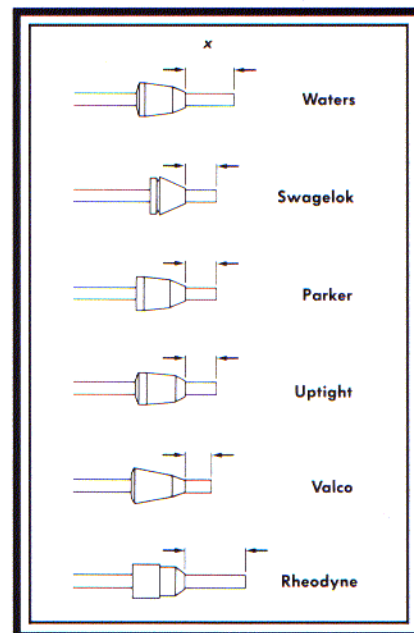 x
Waters
Swagelok
Parker
Uptight
Valco
Rheodyne